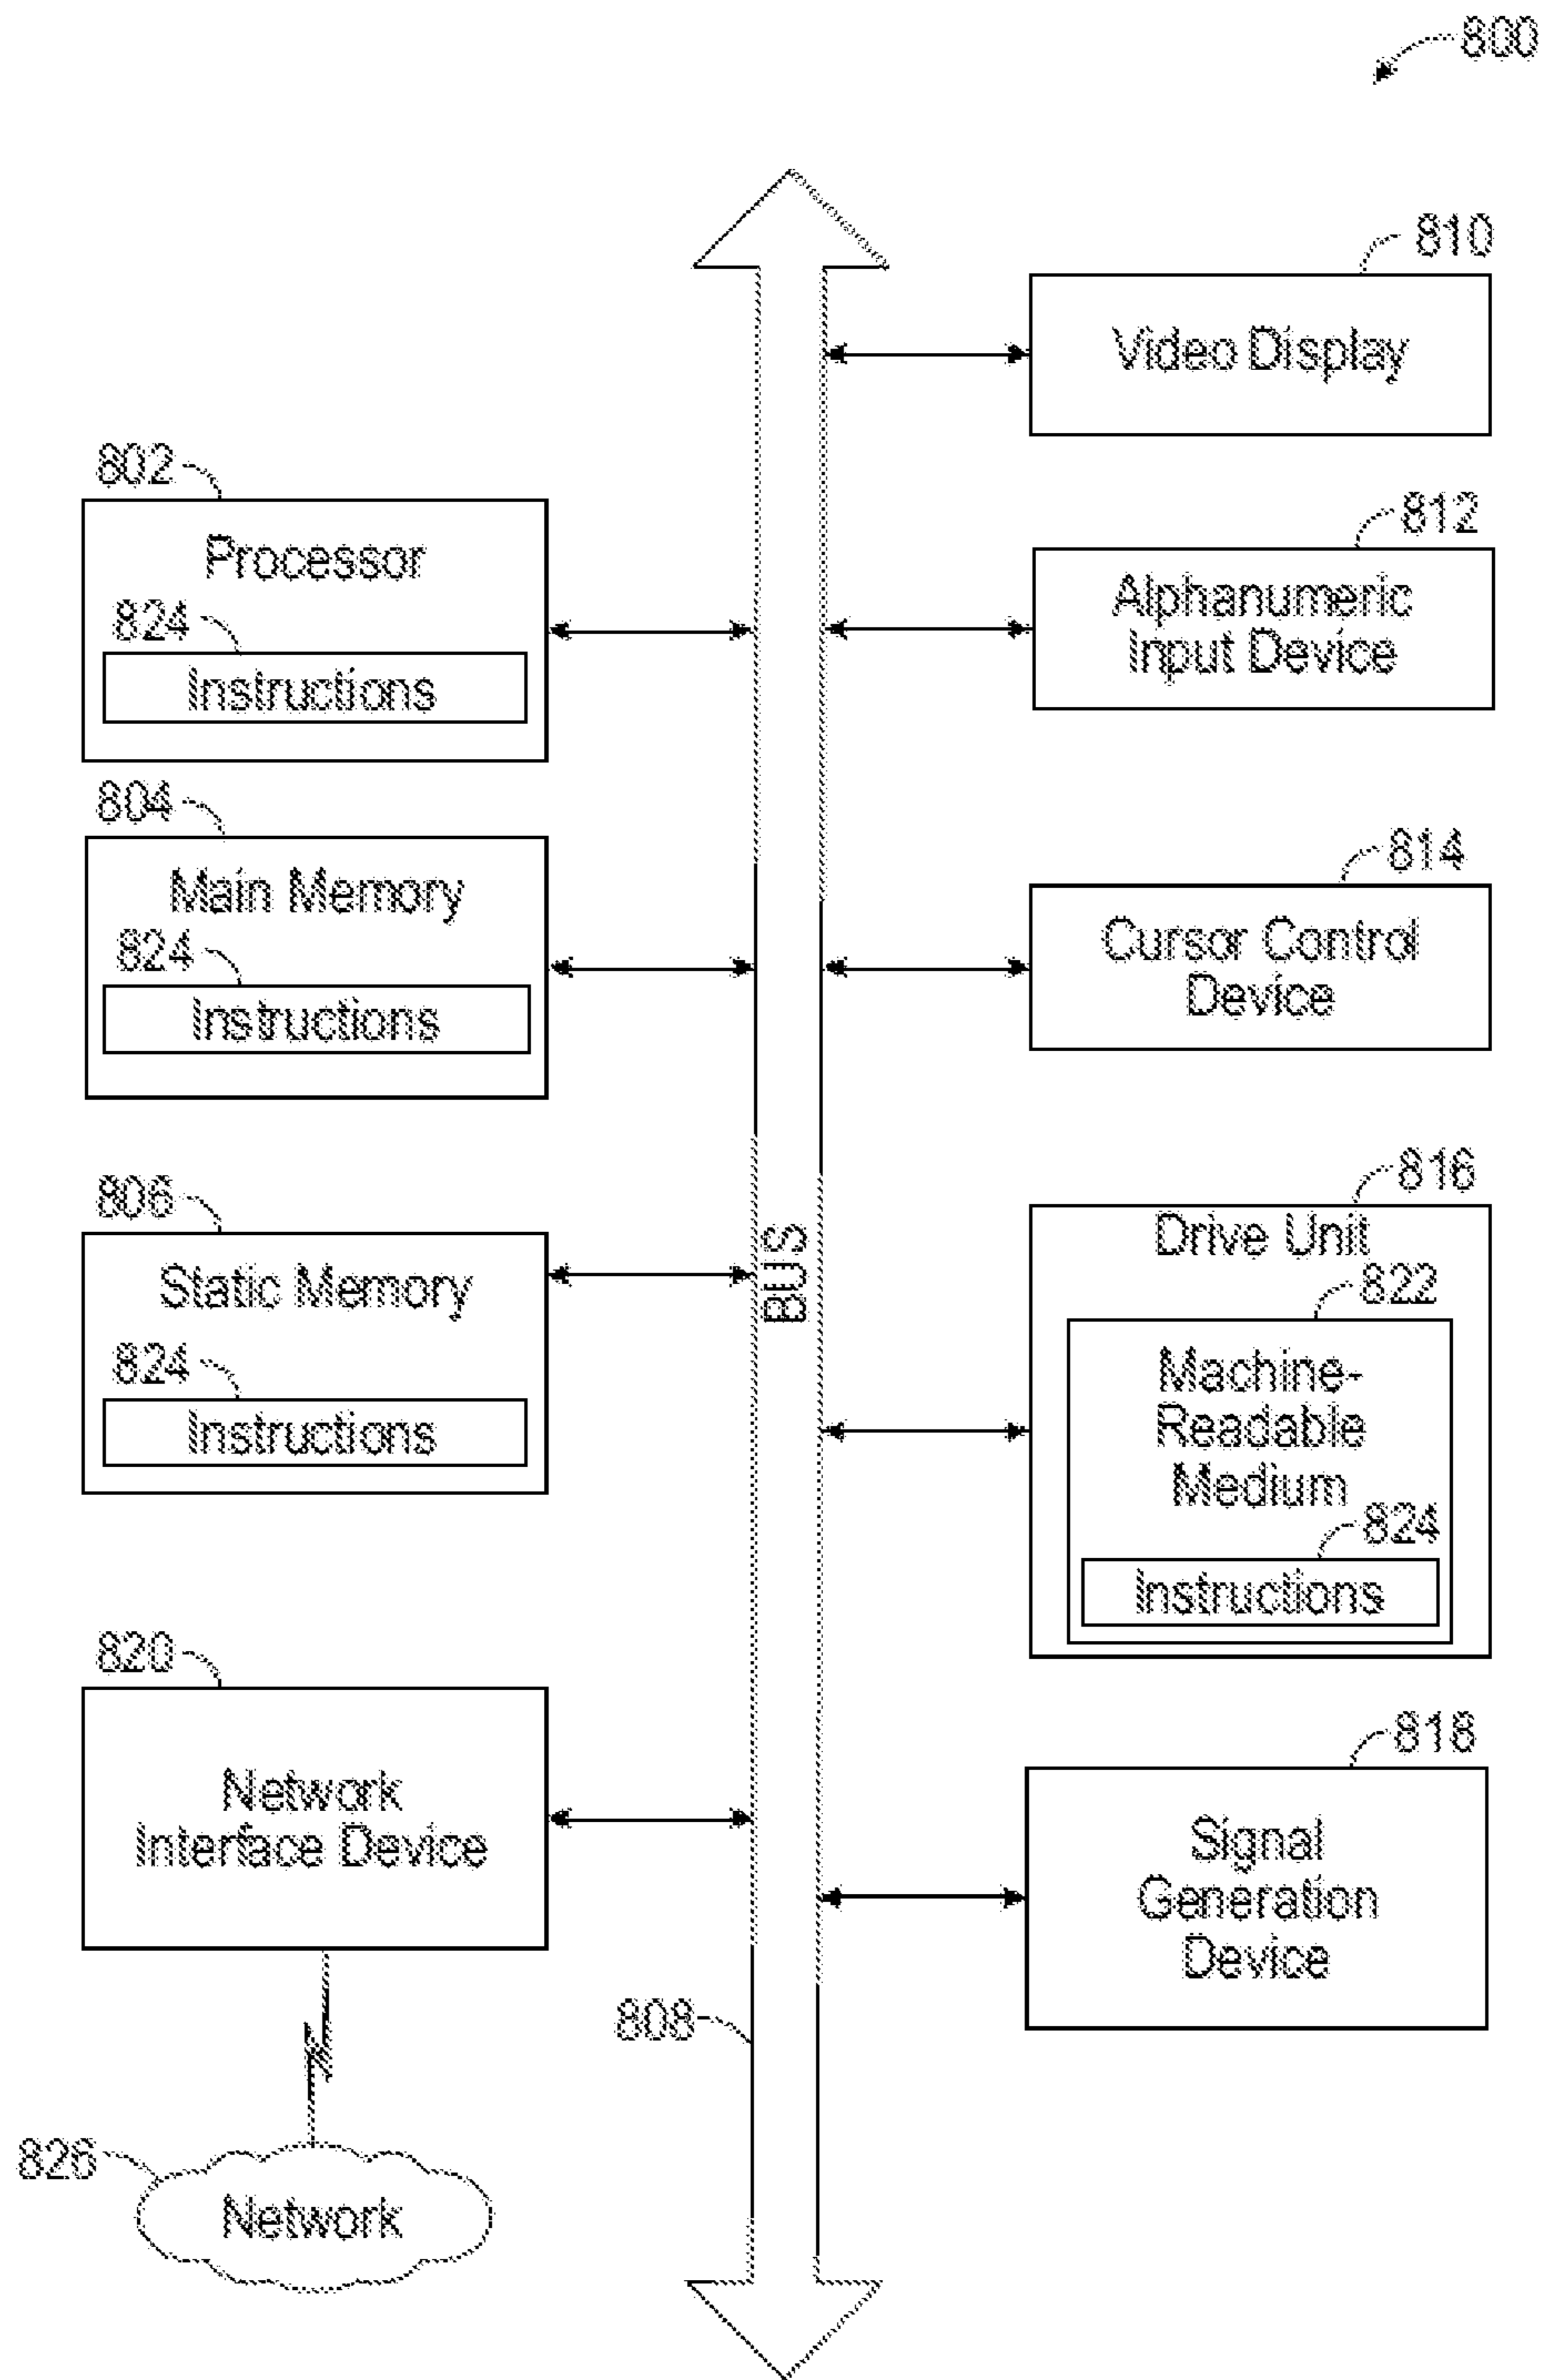 800
810
Video Display
802
Processor
824
Instructions
812
Alphanumeric
Input Device
804
Main Memory
824
Instructions
814
Cursor Control
Device
806
Static Memory
824
Instructions
BUS
816
Drive Unit
822
Machine-
Readable
Medium
824
Instructions
820
Network
Interface Device
818
Signal
Generation
Device
808
826
Network